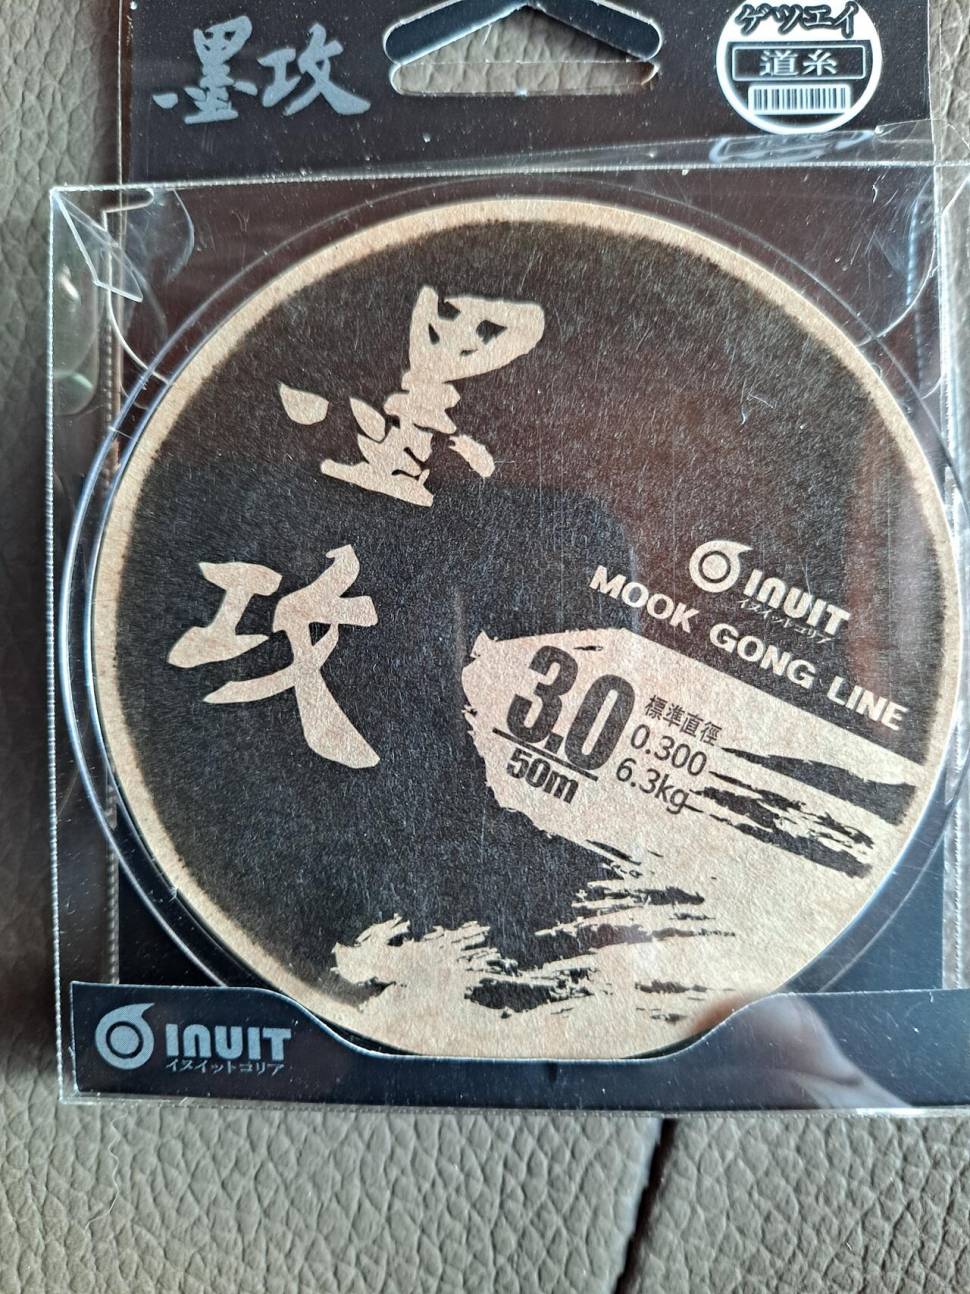 墨攻
ゲツエイ
道糸
墨
攻
INUIT
イヌイットコリア
MOOK GONG LINE
3.0
50m
標準直徑
0.300
6.3kg
INUIT
イヌイットコリア